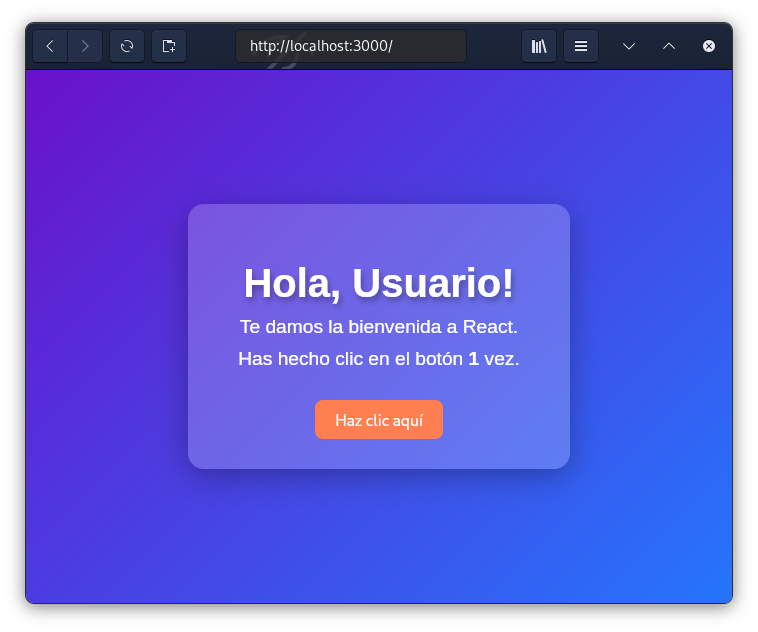 http://localhost:3000/
Hola, Usuario!
Te damos la bienvenida a React.
Has hecho clic en el botón 1 vez.
Haz clic aquí